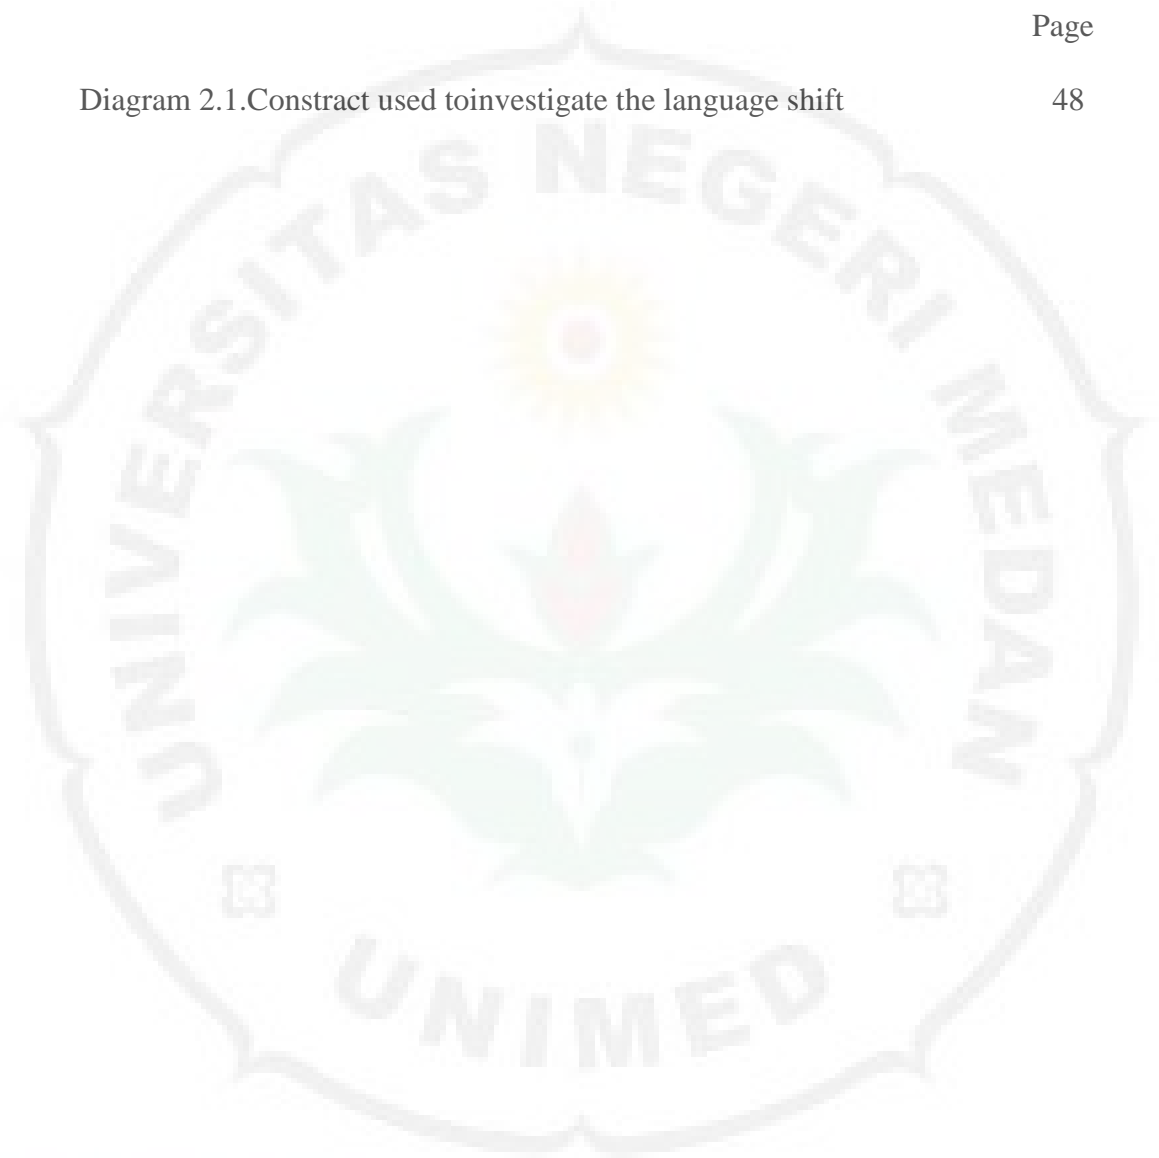 Page
Diagram 2.1.Constract used toinvestigate the language shift 48
UNIVERSITAS NEGERI MEDAN
UNIMED